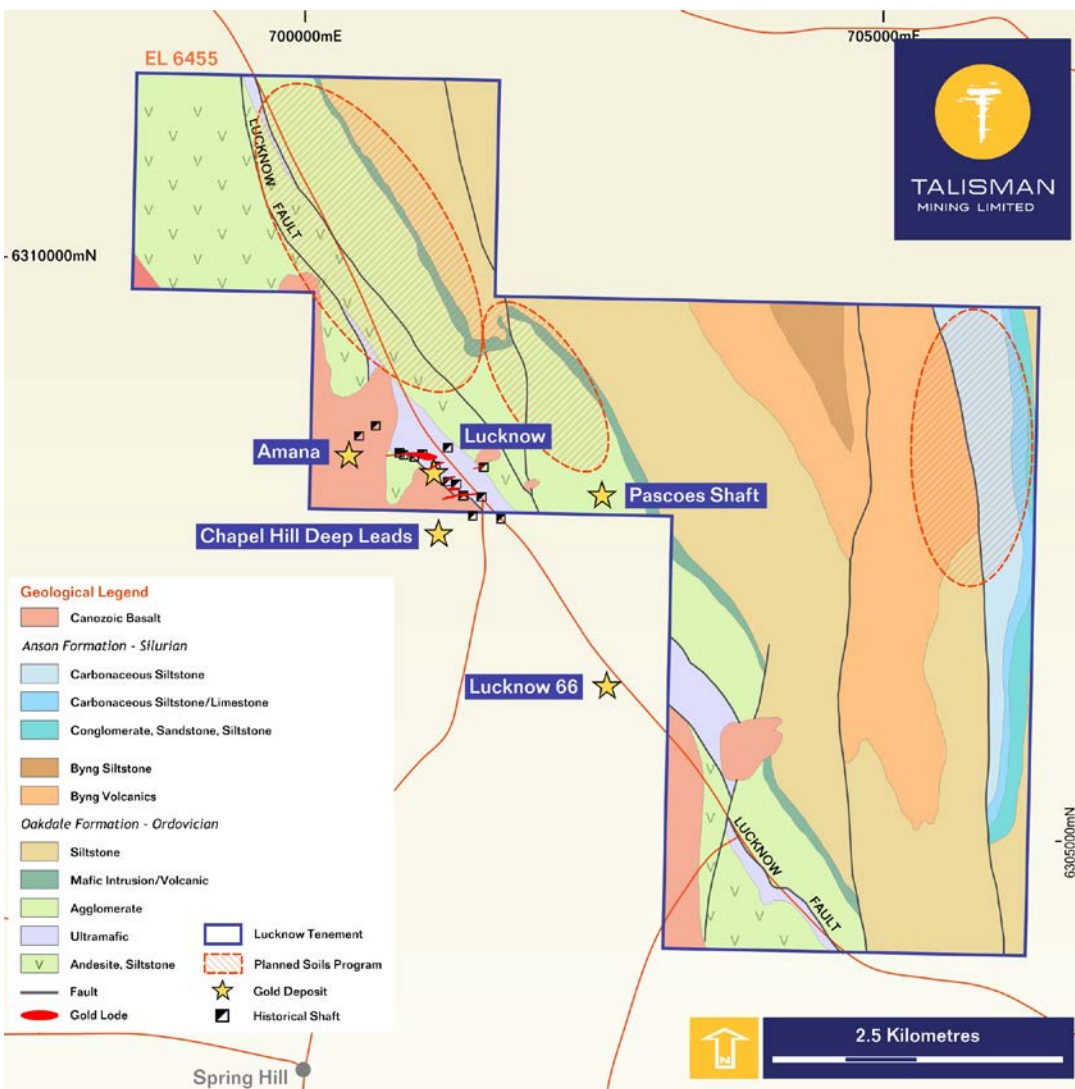 700000mE
705000mE
EL 6455
TALISMAN
MINING LIMITED
6310000mN
LUCKNOW FAULT
Lucknow
Amana
Pascoes Shaft
Chapel Hill Deep Leads
Lucknow 66
LUCKNOW FAULT
6305000mN
Geological Legend
Canozoic Basalt
Anson Formation - Silurian
Carbonaceous Siltstone
Carbonaceous Siltstone/Limestone
Conglomerate, Sandstone, Siltstone
Byng Siltstone
Byng Volcanics
Oakdale Formation - Ordovician
Siltstone
Mafic Intrusion/Volcanic
Agglomerate
Ultramafic
V Andesite, Siltstone
Fault
Gold Lode
Lucknow Tenement
Planned Soils Program
Gold Deposit
Historical Shaft
N
2.5 Kilometres
Spring Hill